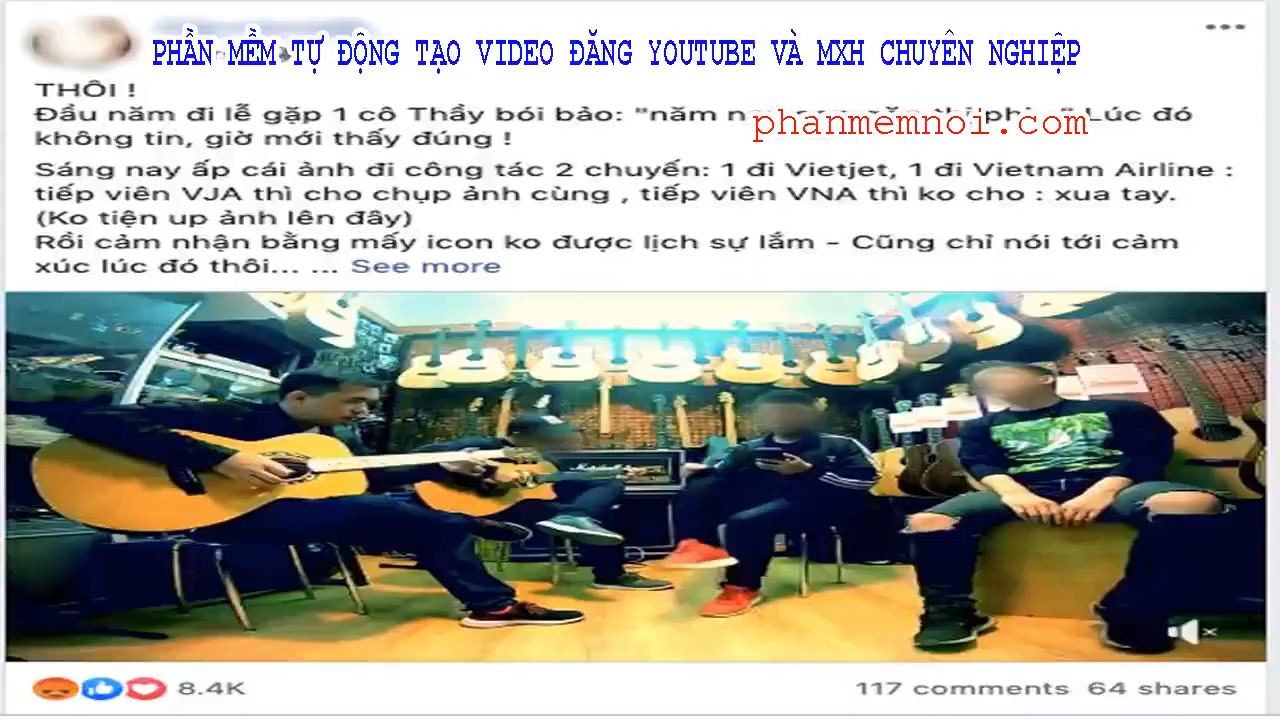 PHẦN MỀM TỰ ĐỘNG TẠO VIDEO ĐĂNG YOUTUBE VÀ MXH CHUYÊN NGHIỆP
THÔI !
Đầu năm đi lễ gặp 1 cô Thầy bói bảo: "năm Lúc đó
phanmemnoi.com
không tin, giờ mới thấy đúng !
Sáng nay ấp cái ảnh đi công tác 2 chuyến: 1 đi Vietjet, 1 đi Vietnam Airline :
tiếp viên VJA thì cho chụp ảnh cùng , tiếp viên VNA thì ko cho : xua tay.
(Ko tiện up ảnh lên đây)
Rồi cảm nhận bằng mấy icon ko được lịch sự lắm - Cũng chỉ nói tới cảm
xúc lúc đó thôi... ... See more
Marshall
8.4K
117 comments 64 shares